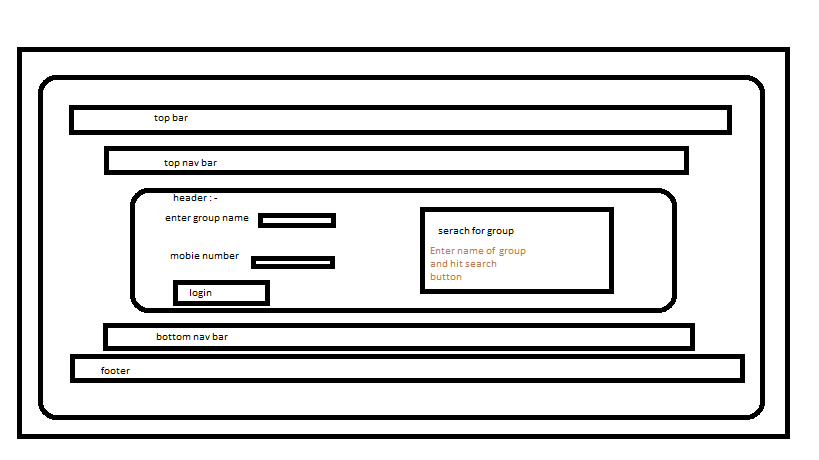 top bar
top nav bar
header : -
enter group name
mobie number
login
serach for group
Enter name of group
and hit search
button
bottom nav bar
footer